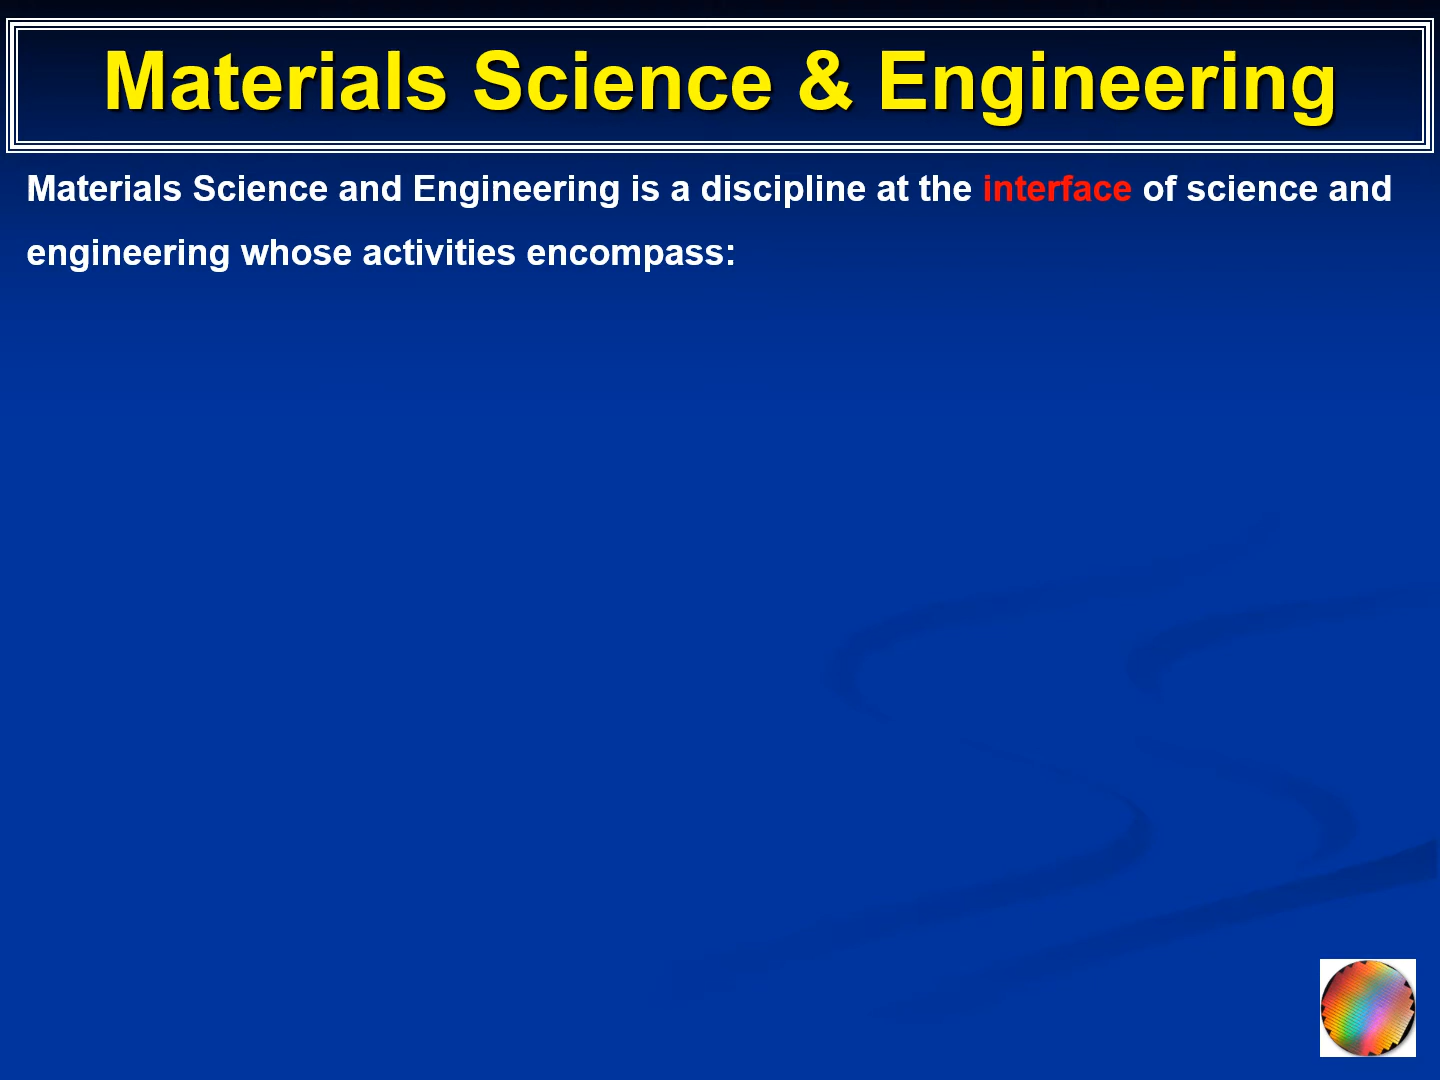 Materials Science & Engineering
Materials Science and Engineering is a discipline at the interface of science and
engineering whose activities encompass: